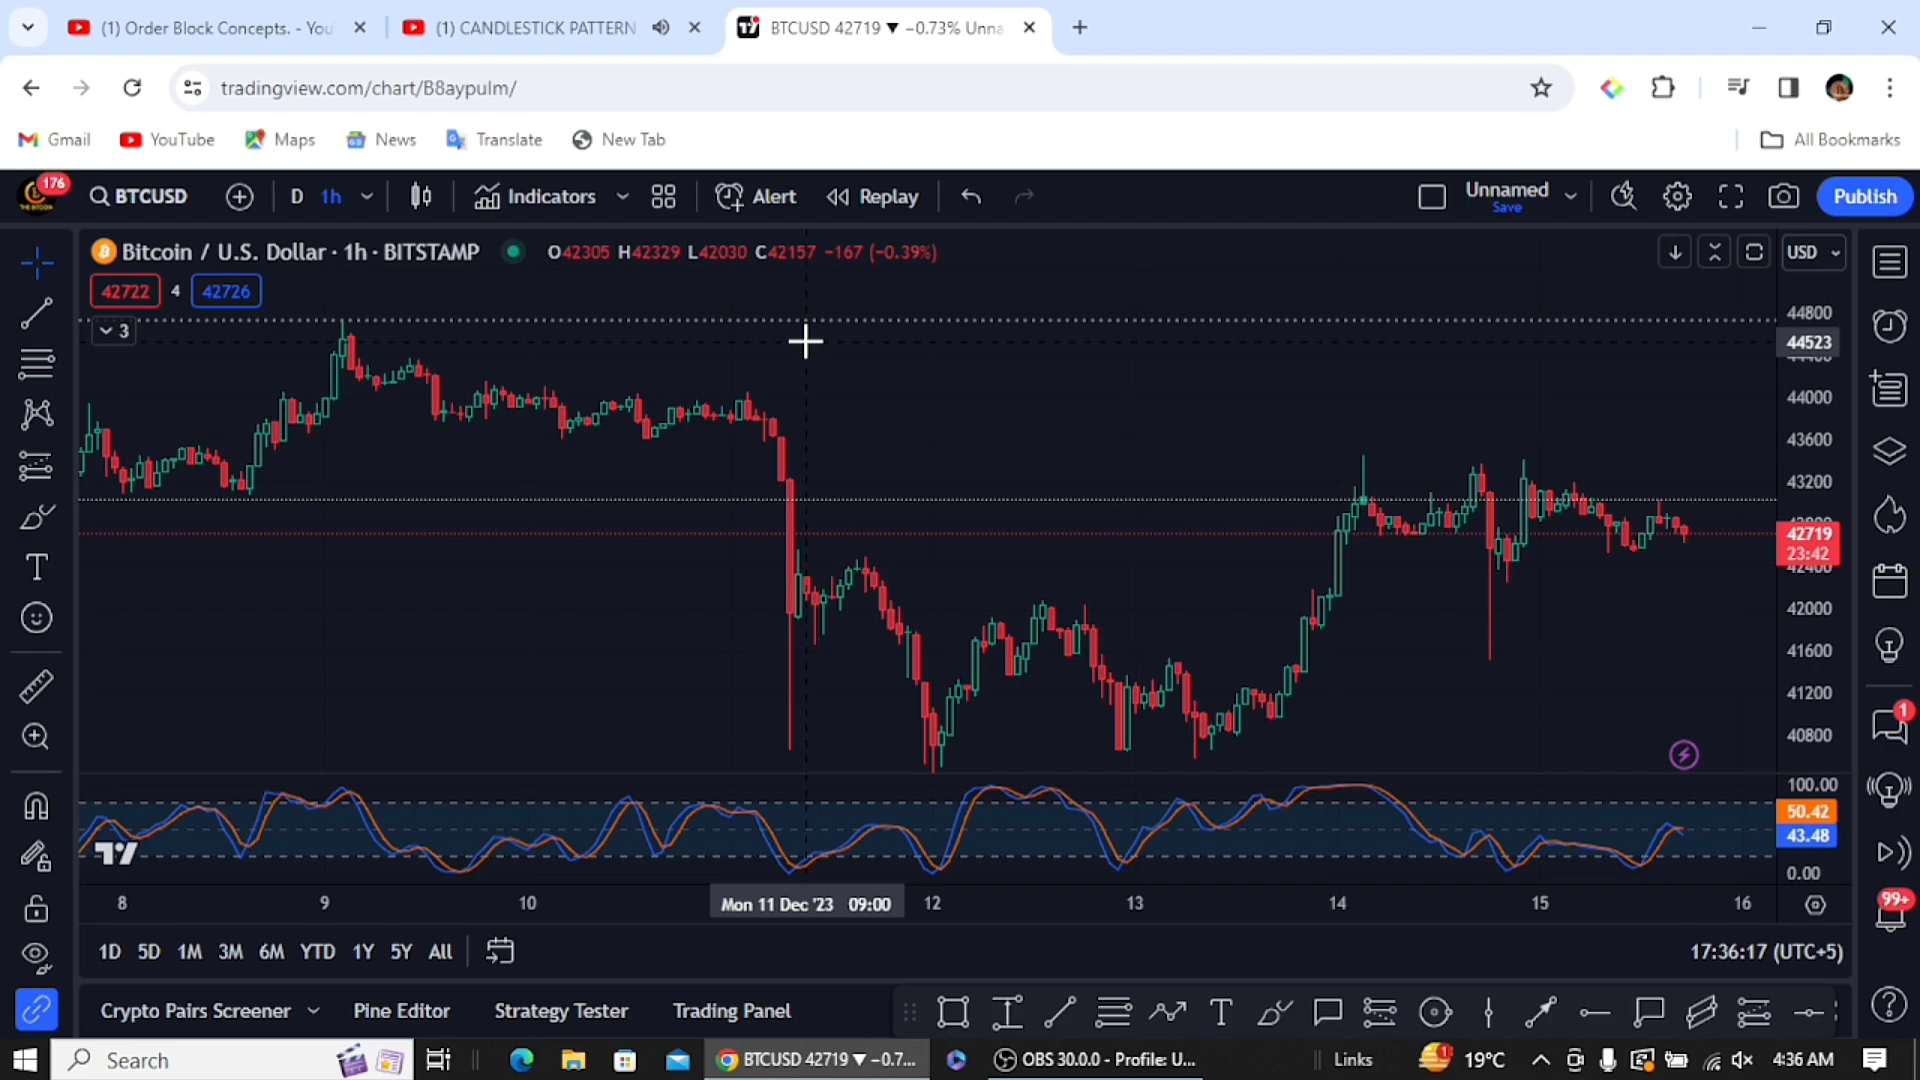 (1) Order Block Concepts. - You
(1) CANDLESTICK PATTERN
BTCUSD 42719 ▼ −0.73% Unna
tradingview.com/chart/B8aypulm/
Gmail
YouTube
Maps
News
Translate
New Tab
All Bookmarks
176
BTCUSD
D
1h
Indicators
Alert
Replay
Unnamed
Save
Publish
Bitcoin / U.S. Dollar · 1h · BITSTAMP
O42305 H42329 L42030 C42157 −167 (−0.39%)
USD
42722
4
42726
3
44800
44523
44000
43600
43200
42719
23:42
42400
42000
41600
41200
40800
100.00
50.42
43.48
0.00
8
9
10
Mon 11 Dec '23 09:00
12
13
14
15
16
1D
5D
1M
3M
6M
YTD
1Y
5Y
All
17:36:17 (UTC+5)
Crypto Pairs Screener
Pine Editor
Strategy Tester
Trading Panel
1
99+
Search
BTCUSD 42719 ▼ −0.7...
OBS 30.0.0 - Profile: U...
Links
1
19°C
4:36 AM